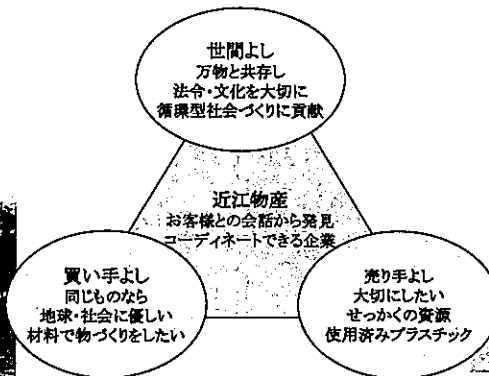 世間よし
万物と共存し
法令・文化を大切に
循環型社会づくりに貢献
近江物産
お客様との会話から発見
コーディネートできる企業
買い手よし
同じものなら
地球・社会に優しい
材料で物づくりをしたい
売り手よし
大切にしたい
せっかくの資源
使用済みプラスチック